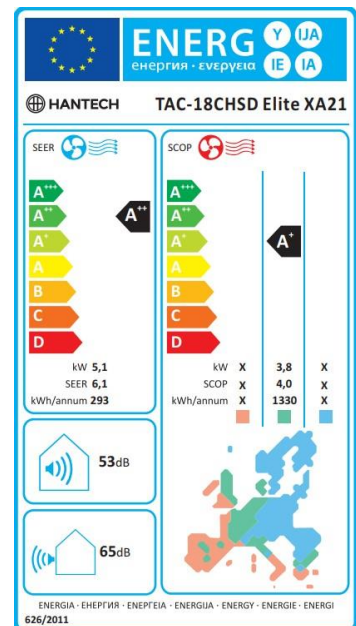 ENERG Y IJA
енергия · ενεργεια IE IA
HANTECH TAC-18CHSD Elite XA21
SEER
A+++
A++
A+
A
B
C
D
A++
kW 5,1
SEER 6,1
kWh/annum 293
SCOP
A+++
A++
A+
A
B
C
D
A+
kW X 3,8 X
SCOP X 4,0 X
kWh/annum X 1330 X
53dB
65dB
ENERGIA · ЕНЕРГИЯ · ΕΝΕΡΓΕΙΑ · ENERGIJA · ENERGY · ENERGIE · ENERGI
626/2011